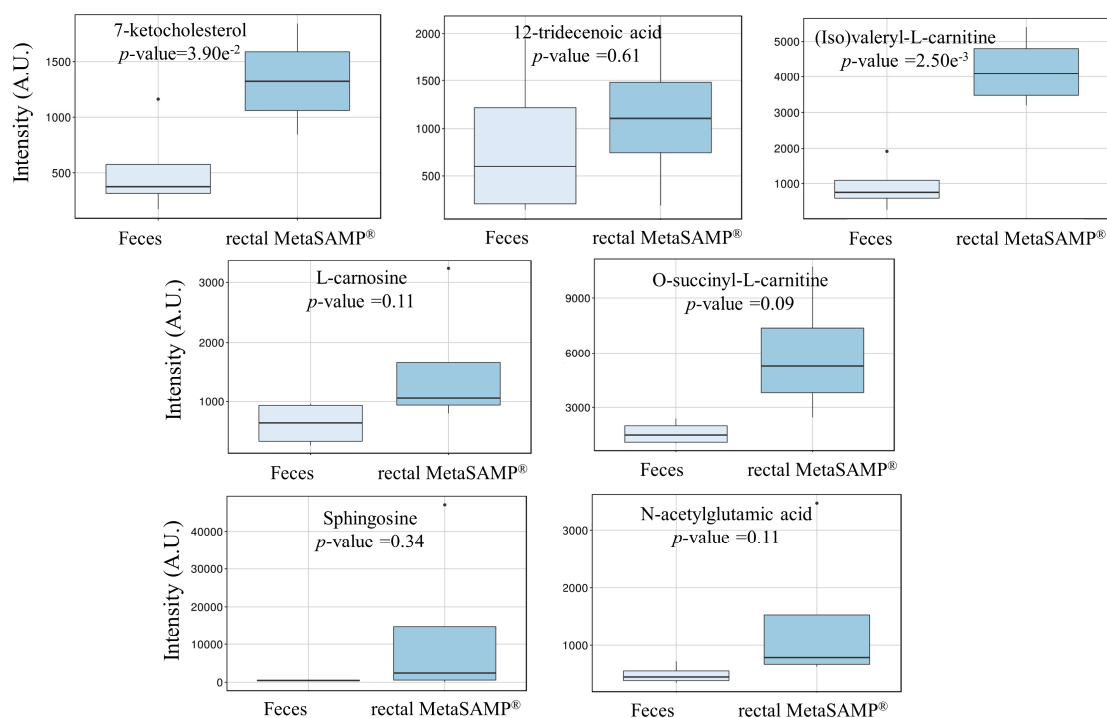 7-ketocholesterol
p-value=3.90e-2
Intensity (A.U.)
1500
1000
500
Feces
rectal MetaSAMP®
12-tridecenoic acid
p-value =0.61
2000
1500
1000
500
Feces
rectal MetaSAMP®
(Iso)valeryl-L-carnitine
p-value =2.50e-3
5000
4000
3000
2000
1000
Feces
rectal MetaSAMP®
L-carnosine
p-value =0.11
Intensity (A.U.)
3000
2000
1000
Feces
rectal MetaSAMP®
O-succinyl-L-carnitine
p-value =0.09
9000
6000
3000
Feces
rectal MetaSAMP®
Sphingosine
p-value =0.34
Intensity (A.U.)
40000
30000
20000
10000
0
Feces
rectal MetaSAMP®
N-acetylglutamic acid
p-value =0.11
3000
2000
1000
Feces
rectal MetaSAMP®